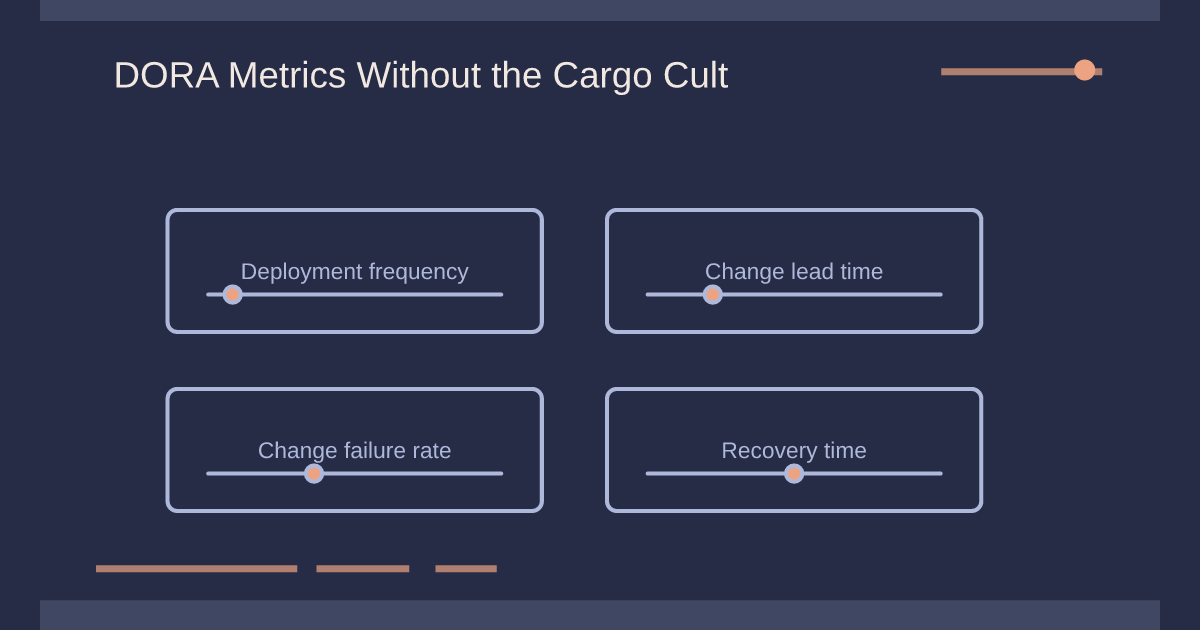 DORA Metrics Without the Cargo Cult
Deployment frequency
Change lead time
Change failure rate
Recovery time